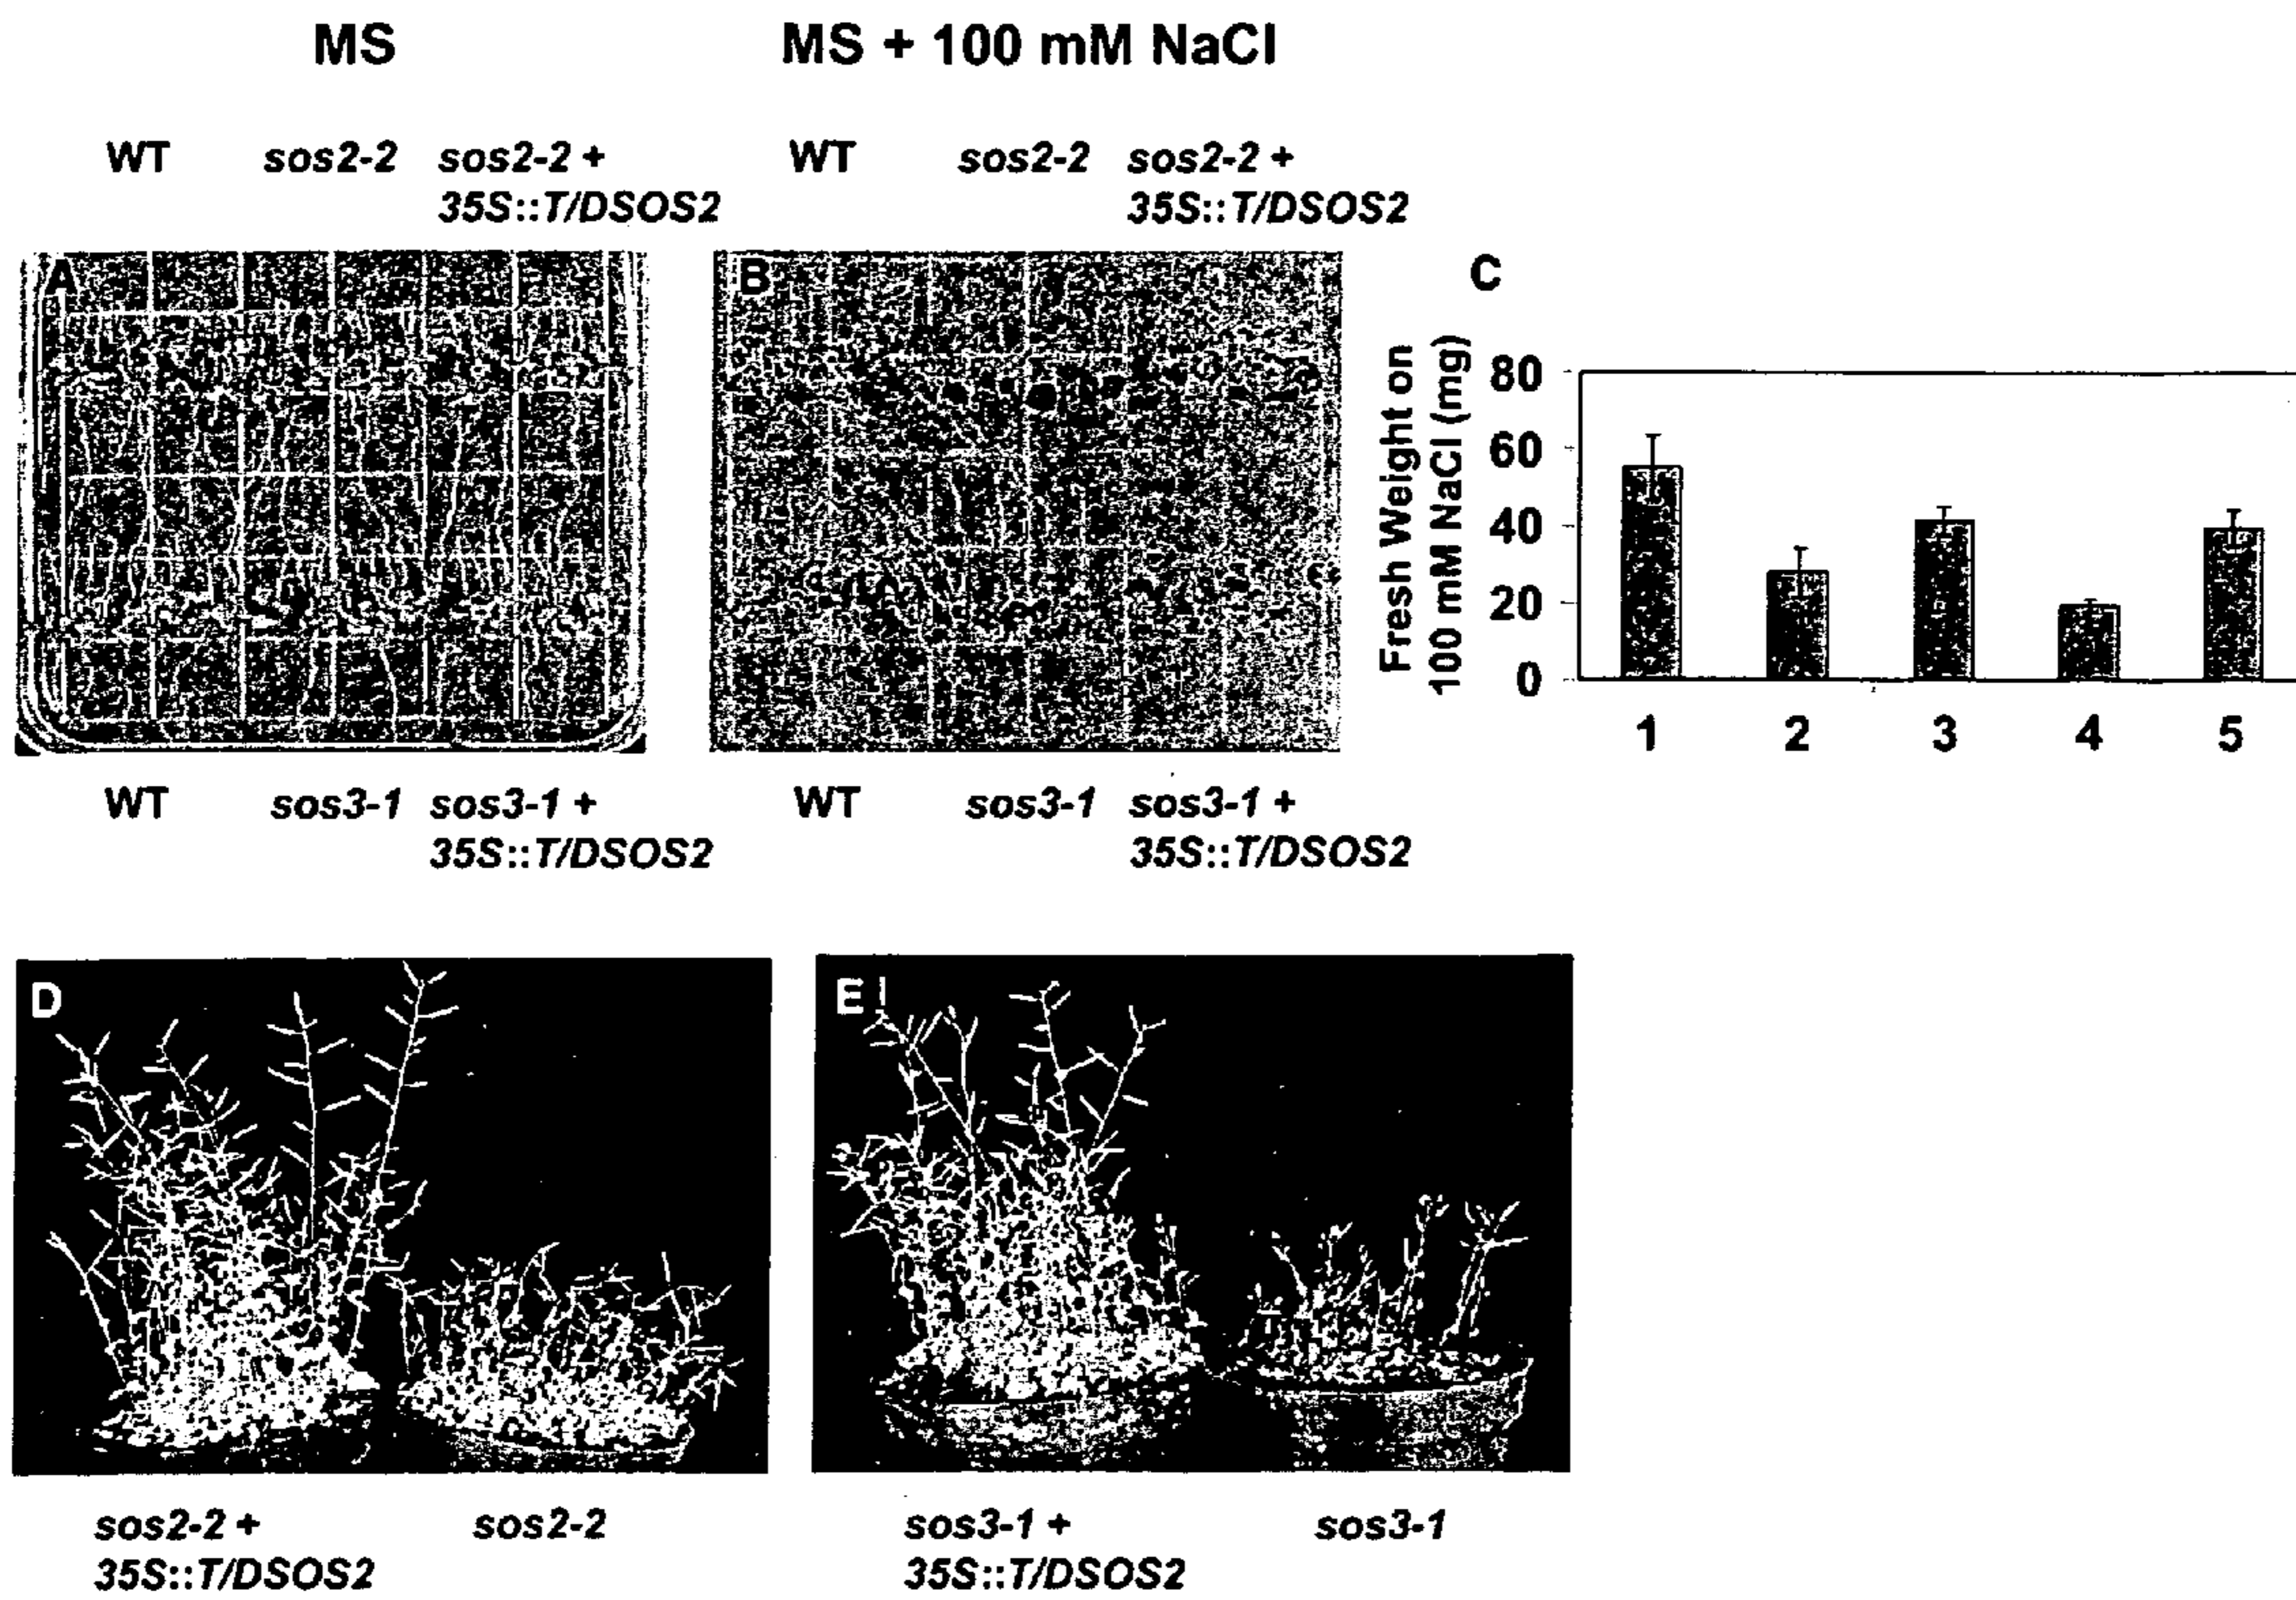 MS
MS + 100 mM NaCl
WT sos2-2 sos2-2 +
35S::T/DSOS2
WT sos2-2 sos2-2 +
35S::T/DSOS2
A
B
C
Fresh Weight on
100 mM NaCl (mg)
80
60
40
20
0
1 2 3 4 5
WT sos3-1 sos3-1 +
35S::T/DSOS2
WT sos3-1 sos3-1 +
35S::T/DSOS2
D
E
sos2-2 +
35S::T/DSOS2
sos2-2
sos3-1 +
35S::T/DSOS2
sos3-1